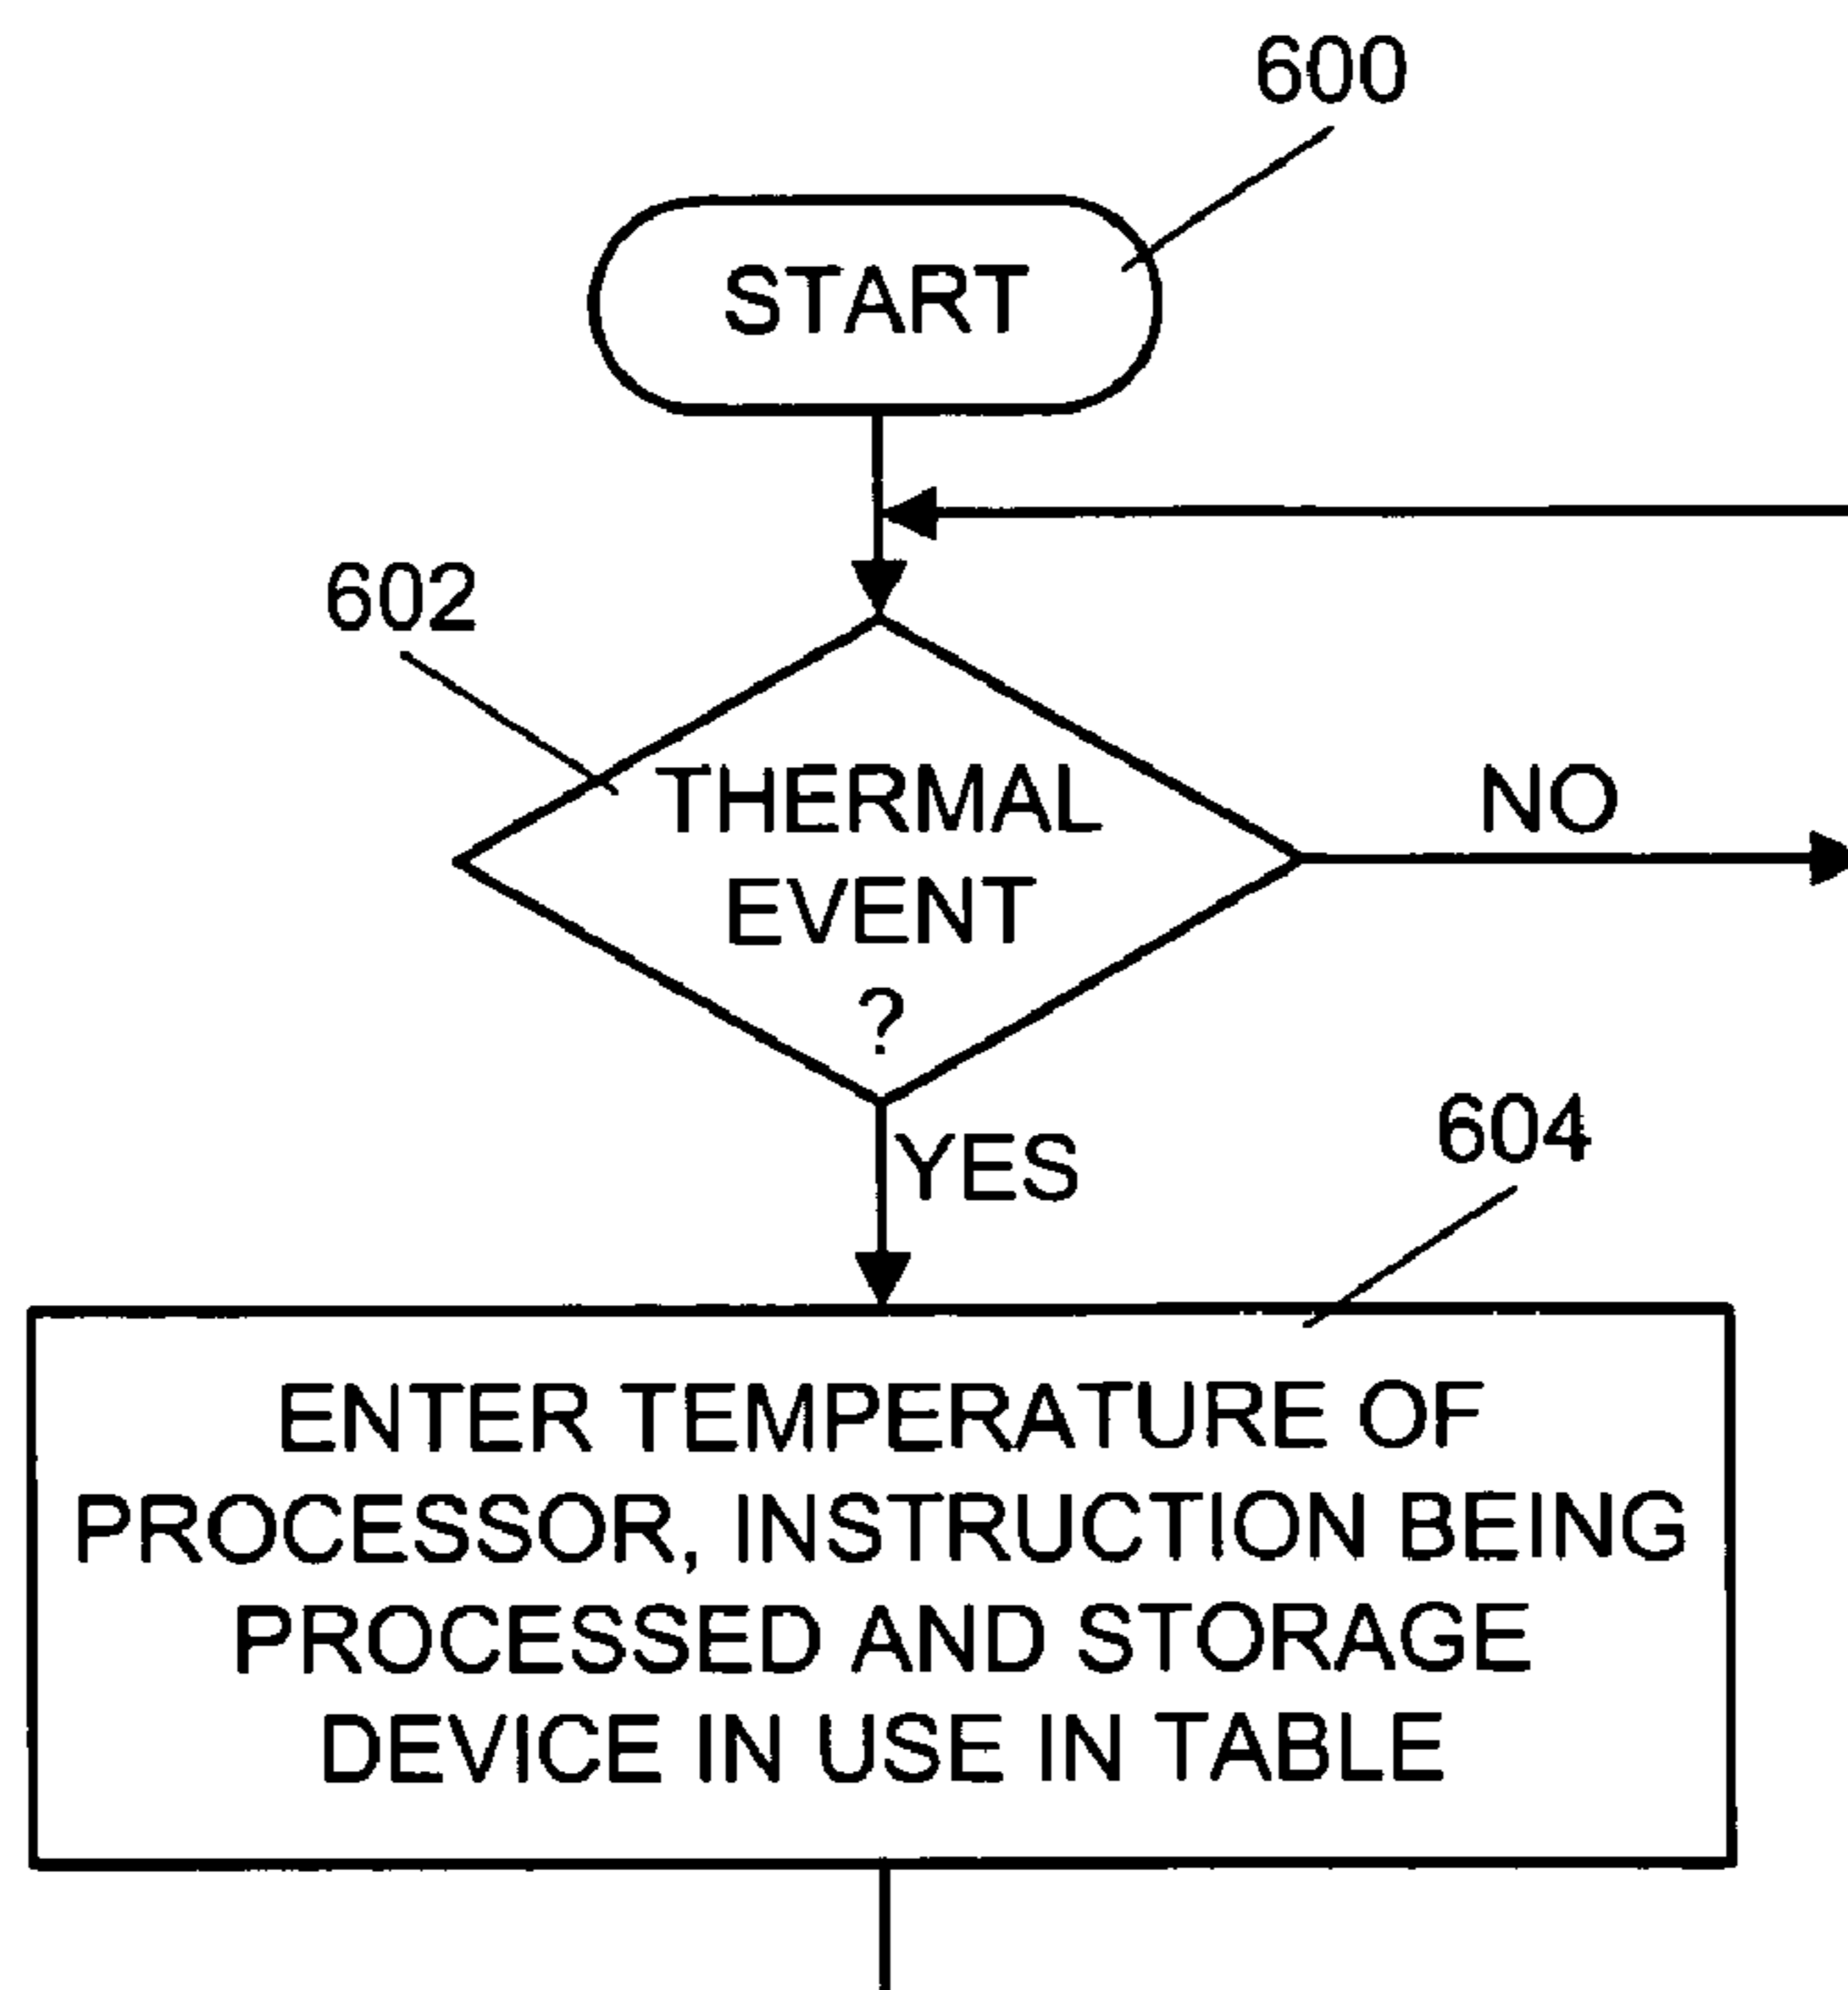 600
START
602
THERMAL
EVENT
?
NO
YES
604
ENTER TEMPERATURE OF
PROCESSOR, INSTRUCTION BEING
PROCESSED AND STORAGE
DEVICE IN USE IN TABLE